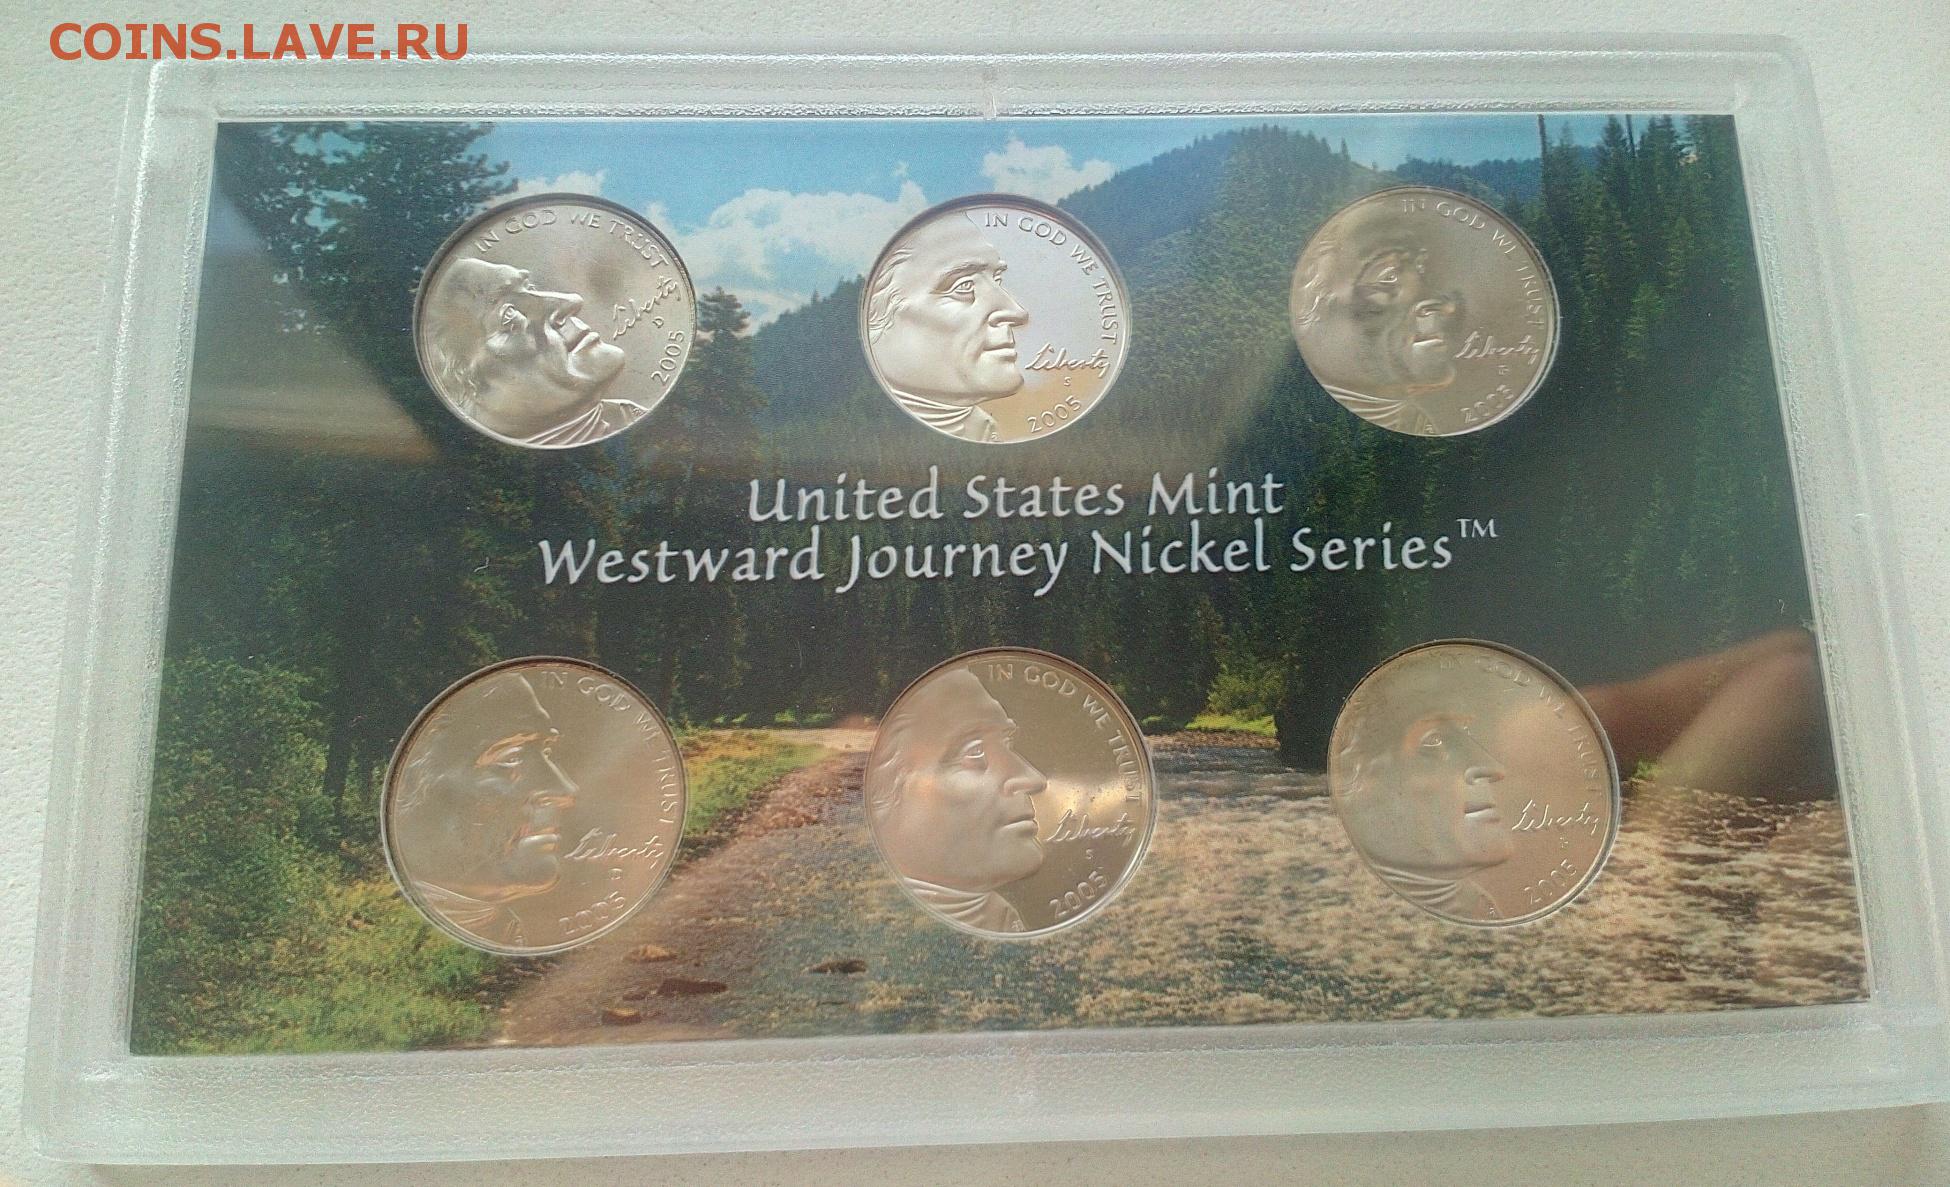 COINS.LAVE.RU
IN GOD WE TRUST
Liberty
D
2005
IN GOD WE TRUST
Liberty
S
2005
IN GOD WE TRUST
Liberty
P
2005
United States Mint
Westward Journey Nickel Series™
IN GOD WE TRUST
Liberty
D
2005
IN GOD WE TRUST
Liberty
S
2005
IN GOD WE TRUST
Liberty
P
2005